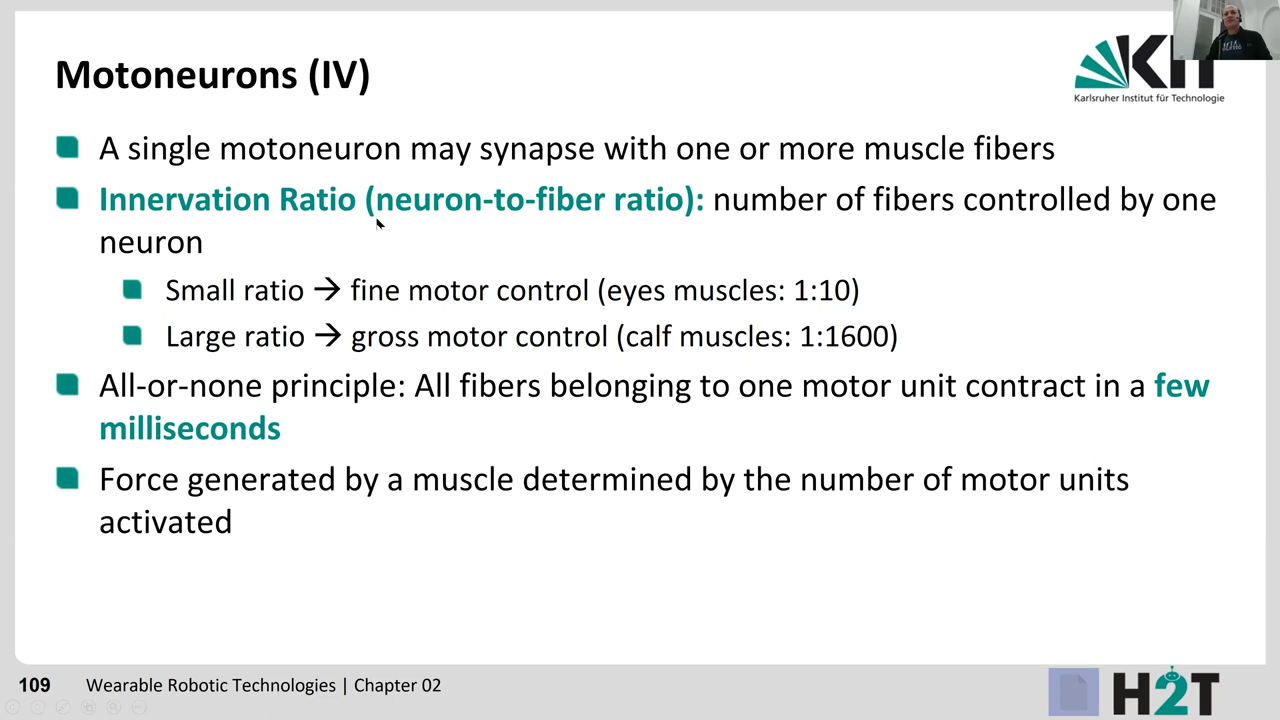 Motoneurons (IV)
KIT
Karlsruher Institut für Technologie
A single motoneuron may synapse with one or more muscle fibers
Innervation Ratio (neuron-to-fiber ratio): number of fibers controlled by one
neuron
Small ratio → fine motor control (eyes muscles: 1:10)
Large ratio → gross motor control (calf muscles: 1:1600)
All-or-none principle: All fibers belonging to one motor unit contract in a few
milliseconds
Force generated by a muscle determined by the number of motor units
activated
109 Wearable Robotic Technologies | Chapter 02
H2T